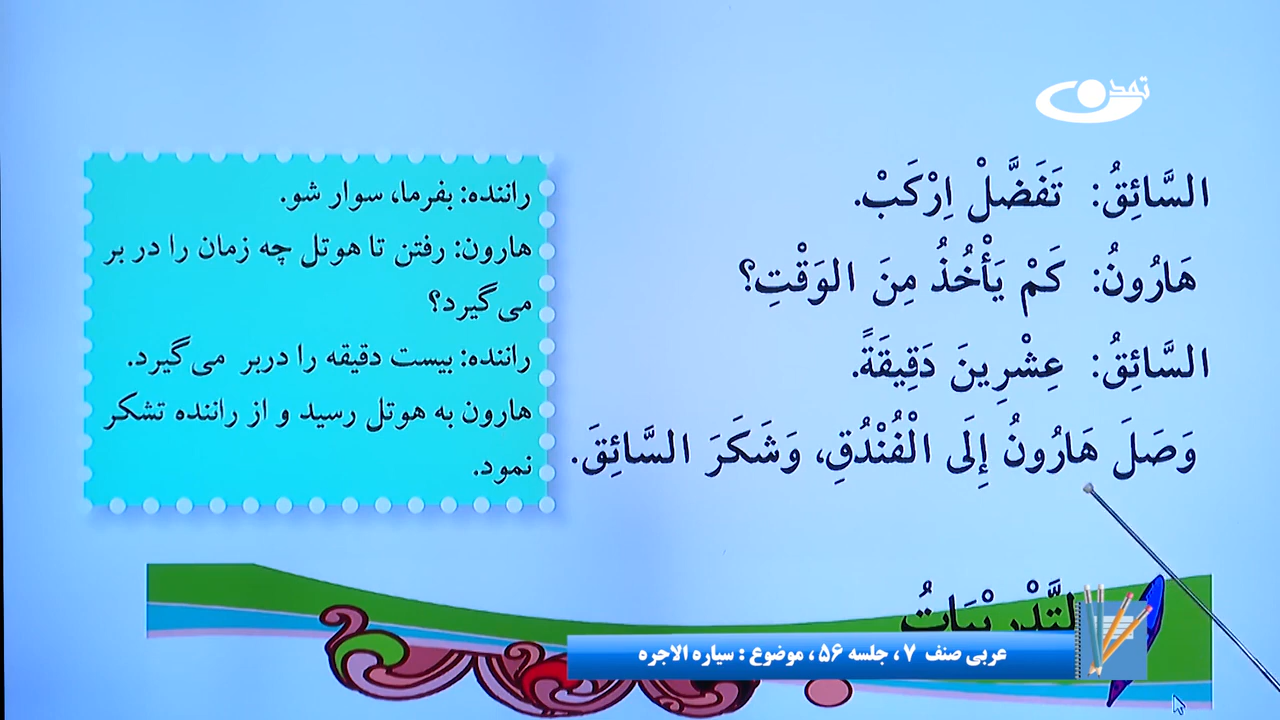 تمدن
السَّائِقُ: تَفَضَّلْ اِرْكَبْ.
هَارُونُ: كَمْ يَأْخُذُ مِنَ الوَقْتِ؟
السَّائِقُ: عِشْرِينَ دَقِيقَةً.
وَصَلَ هَارُونُ إِلَى الْفُنْدُقِ، وَشَكَرَ السَّائِقَ.
راننده: بفرما، سوار شو.
هارون: رفتن تا هوتل چه زمان را در بر
می‌گیرد؟
راننده: بیست دقیقه را دربر می‌گیرد.
هارون به هوتل رسید و از راننده تشکر
نمود.
التَّدْرِيْبَاتُ
عربی صنف ۷ ، جلسه ۵۶ ، موضوع : سیاره الاجره